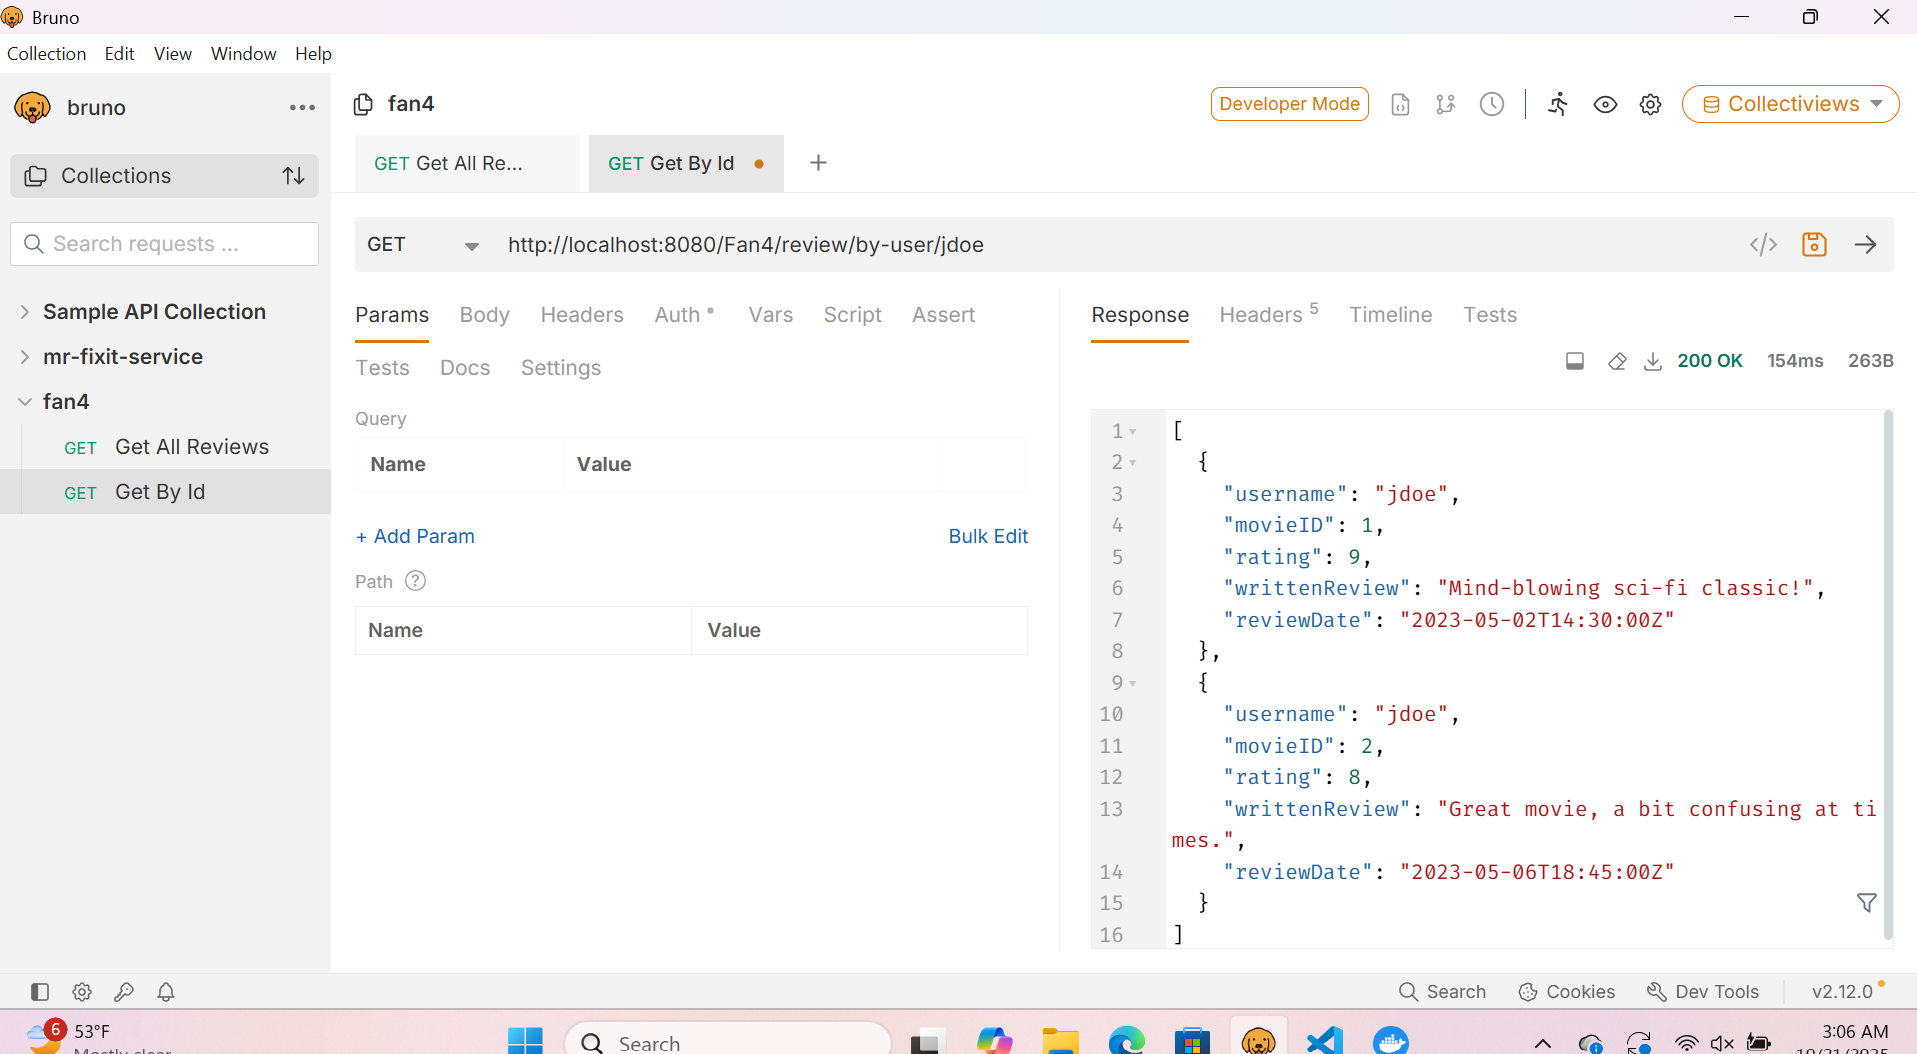 Bruno
Collection Edit View Window Help
bruno
fan4
Developer Mode
Collectiviews
Collections
GET Get All Re...
GET Get By Id
Search requests ...
GET
http://localhost:8080/Fan4/review/by-user/jdoe
Sample API Collection
mr-fixit-service
fan4
GET Get All Reviews
GET Get By Id
Params Body Headers Auth Vars Script Assert
Tests Docs Settings
Query
Name Value
+ Add Param Bulk Edit
Path ?
Name Value
Response Headers 5 Timeline Tests
200 OK 154ms 263B
1 [
2 {
3 "username": "jdoe",
4 "movieID": 1,
5 "rating": 9,
6 "writtenReview": "Mind-blowing sci-fi classic!",
7 "reviewDate": "2023-05-02T14:30:00Z"
8 },
9 {
10 "username": "jdoe",
11 "movieID": 2,
12 "rating": 8,
13 "writtenReview": "Great movie, a bit confusing at ti
mes.",
14 "reviewDate": "2023-05-06T18:45:00Z"
15 }
16 ]
Search Cookies Dev Tools v2.12.0
6 53°F
Mostly clear
Search
3:06 AM